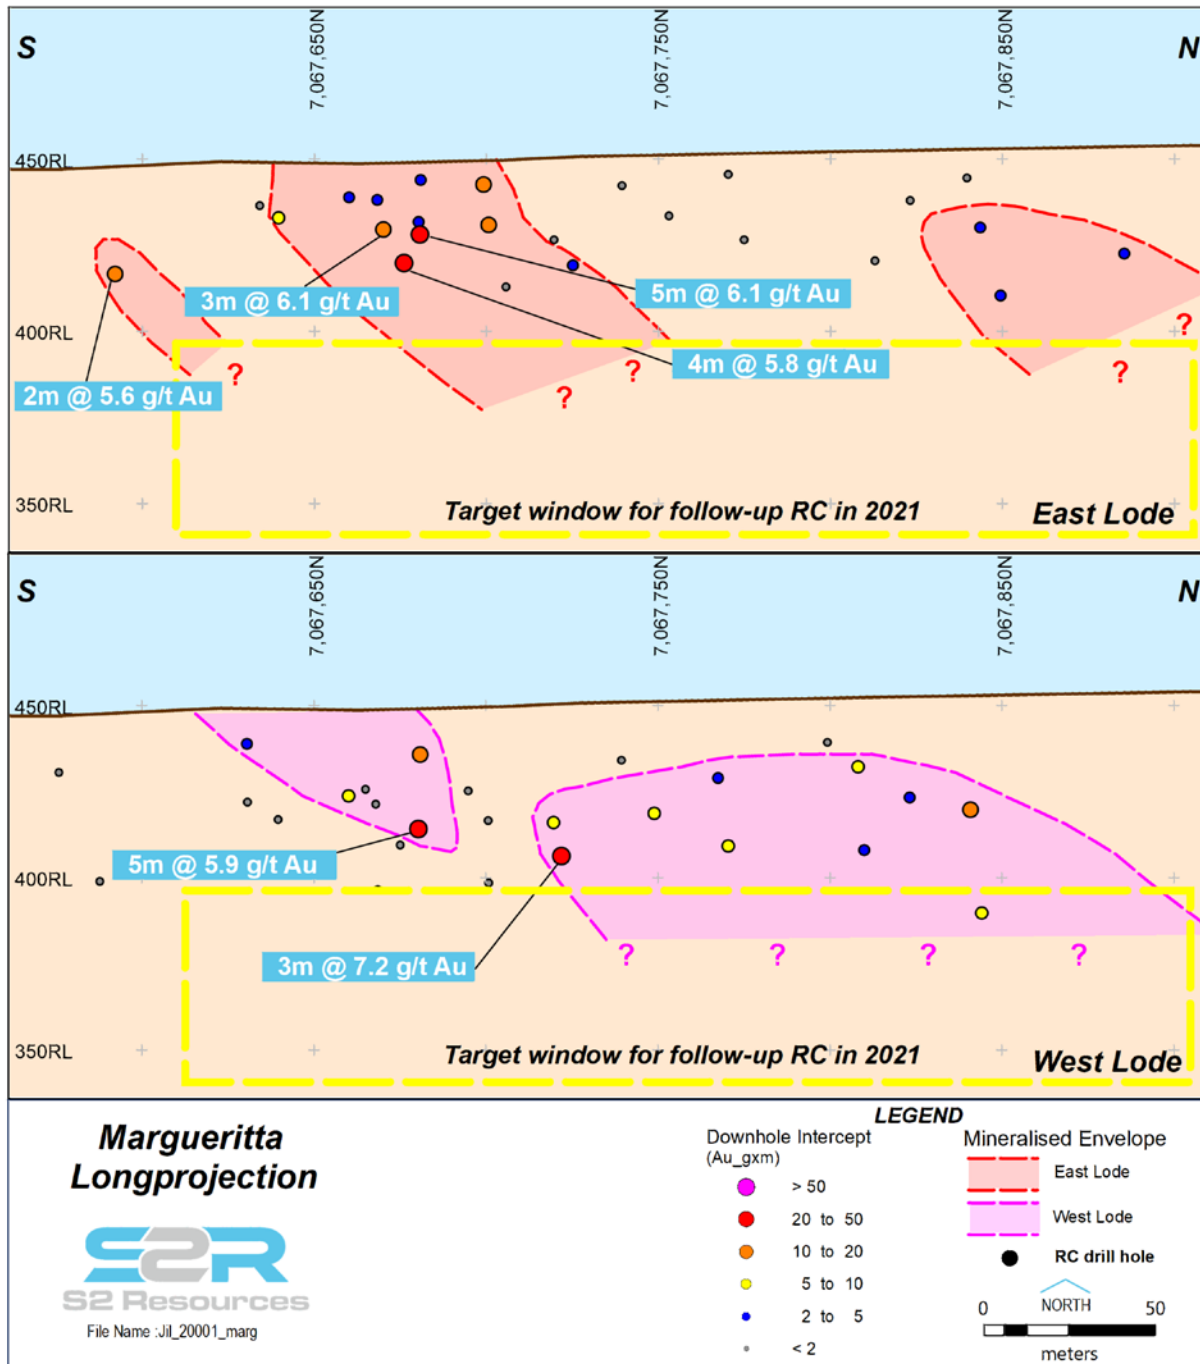 S
7,067,650N
7,067,750N
7,067,850N
N
450RL
3m @ 6.1 g/t Au
5m @ 6.1 g/t Au
400RL
4m @ 5.8 g/t Au
2m @ 5.6 g/t Au
? ? ? ? ?
350RL
Target window for follow-up RC in 2021
East Lode
S
7,067,650N
7,067,750N
7,067,850N
N
450RL
5m @ 5.9 g/t Au
400RL
3m @ 7.2 g/t Au
? ? ? ?
350RL
Target window for follow-up RC in 2021
West Lode
Margueritta
Longprojection
S2R
S2 Resources
File Name :Jil_20001_marg
LEGEND
Downhole Intercept
(Au_gxm)
> 50
20 to 50
10 to 20
5 to 10
2 to 5
< 2
Mineralised Envelope
East Lode
West Lode
RC drill hole
NORTH
0 50
meters